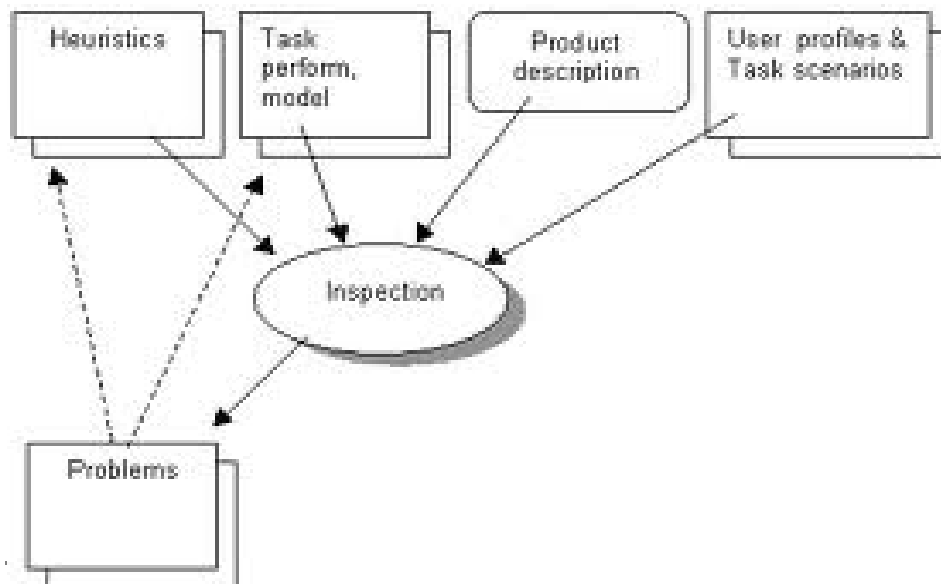 Heuristics
Task
perform,
model
Product
description
User profiles &
Task scenarios
Inspection
Problems